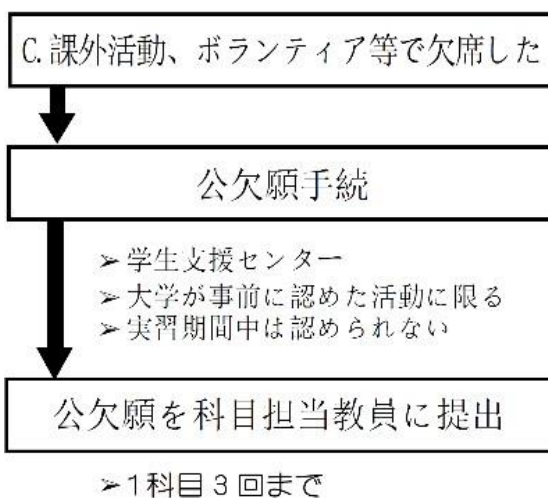 C.課外活動、ボランティア等で欠席した
公欠願手続
➢学生支援センター
➢大学が事前に認めた活動に限る
➢実習期間中は認められない
公欠願を科目担当教員に提出
➢1科目3回まで